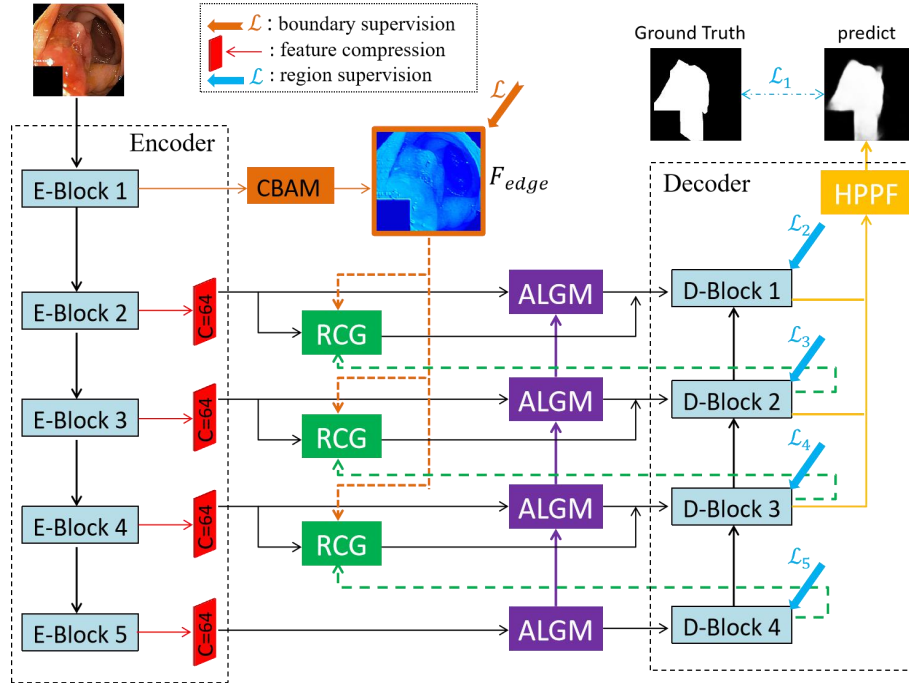 ℒ : boundary supervision
: feature compression
ℒ : region supervision
Ground Truth
predict
ℒ₁
Encoder
ℒ
Decoder
HPPF
E-Block 1
CBAM
F_edge
ℒ₂
E-Block 2
C=64
ALGM
D-Block 1
RCG
ℒ₃
E-Block 3
C=64
ALGM
D-Block 2
RCG
ℒ₄
E-Block 4
C=64
ALGM
D-Block 3
RCG
ℒ₅
E-Block 5
C=64
ALGM
D-Block 4